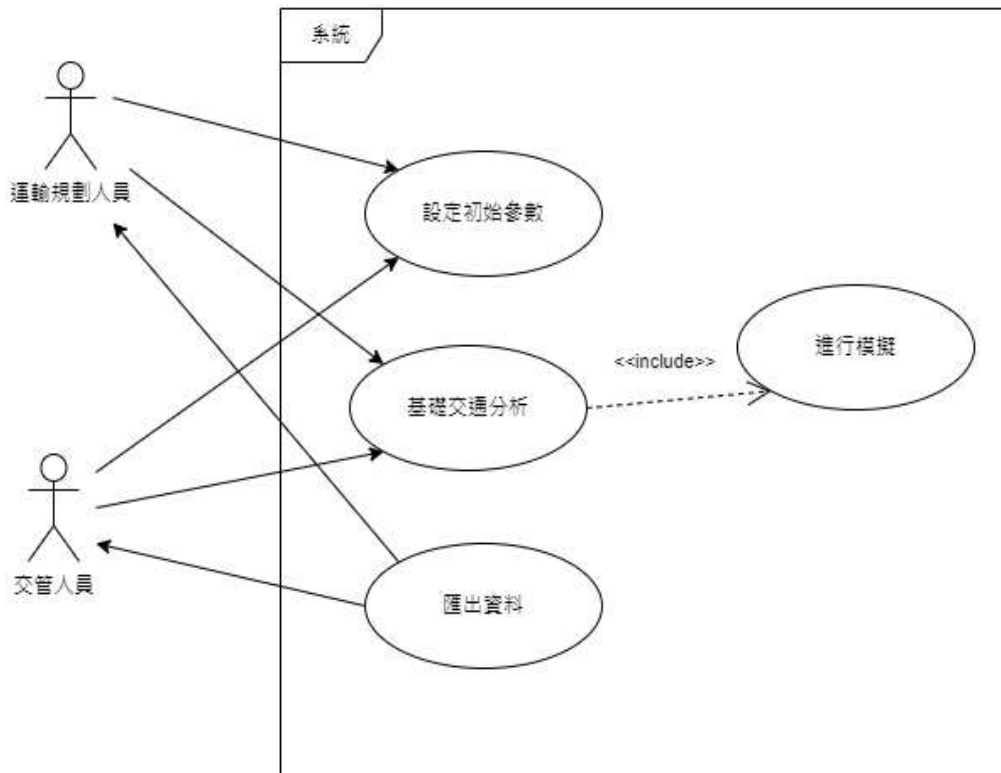 系統
運輸規劃人員
設定初始參數
進行模擬
<<include>>
基礎交通分析
交管人員
匯出資料